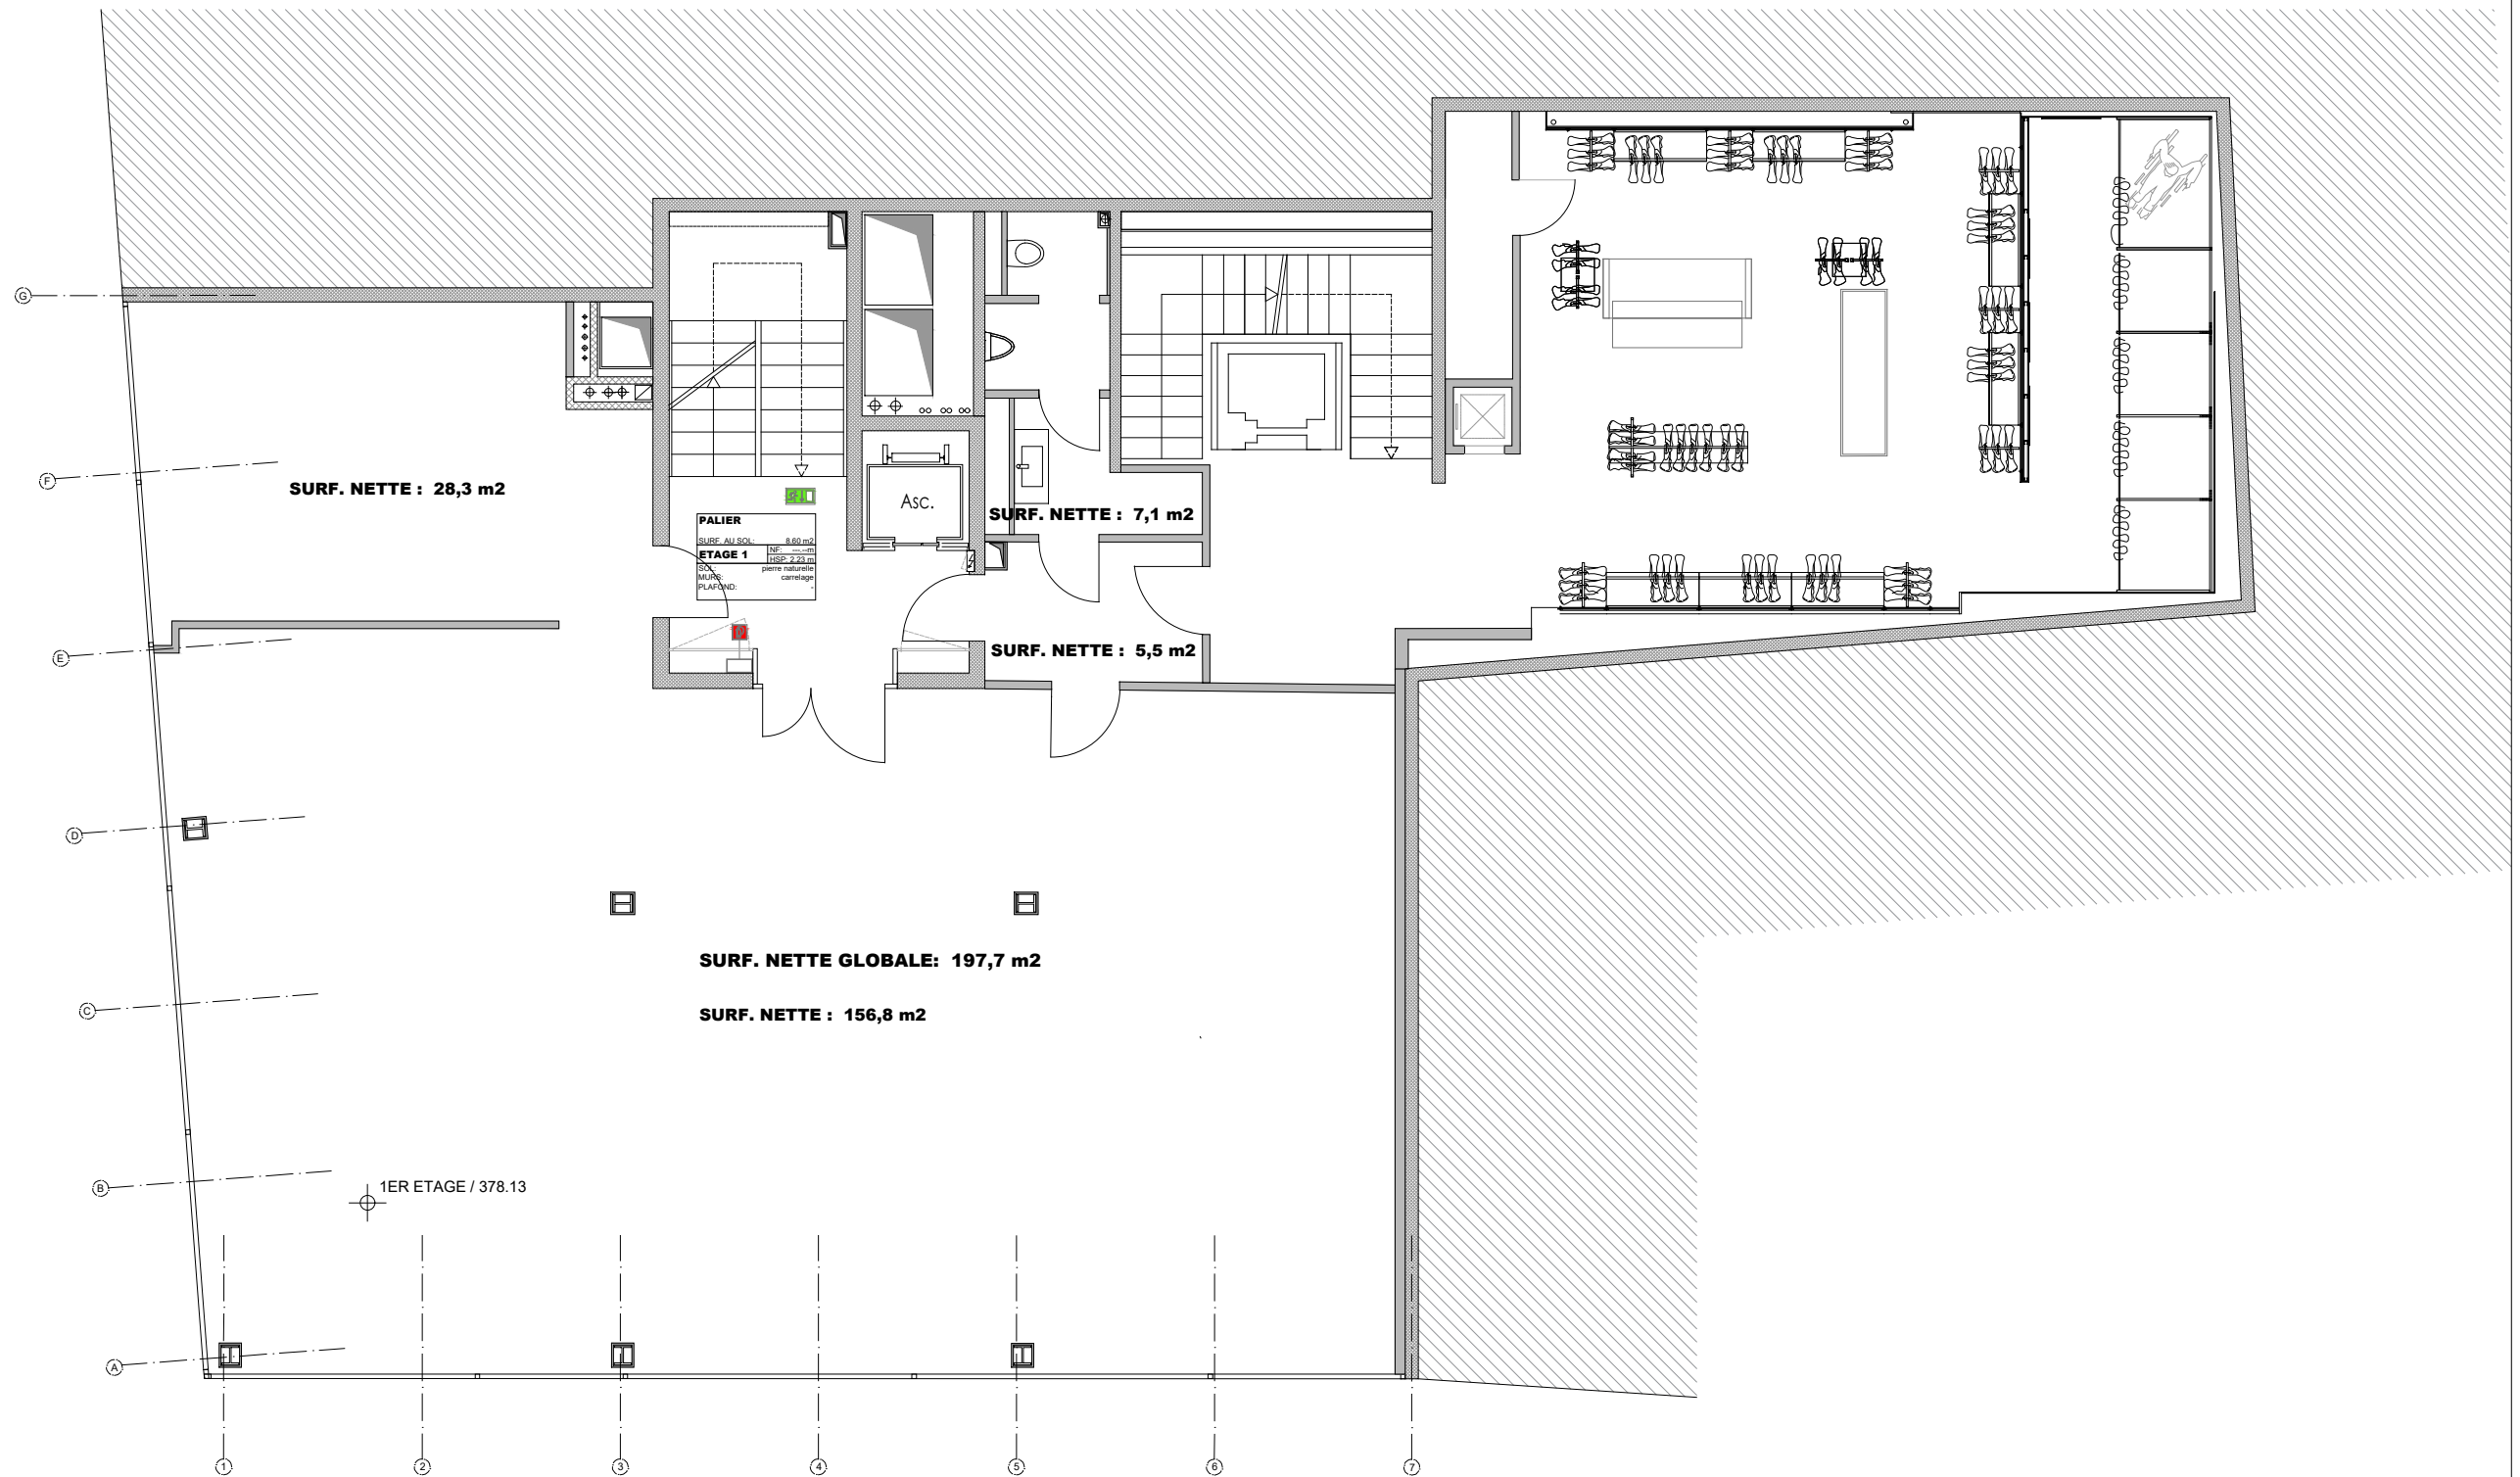 G
F
SURF. NETTE : 28,3 m2
Asc.
SURF. NETTE : 7,1 m2
PALIER
SURF. AU SOL: 8.60 m2
ETAGE 1
NF: ---.--m
HSP: 2.23 m
SOL: pierre naturelle
MURS: carrelage
PLAFOND: -
E
SURF. NETTE : 5,5 m2
D
SURF. NETTE GLOBALE: 197,7 m2
C
SURF. NETTE : 156,8 m2
B
1ER ETAGE / 378.13
A
1 2 3 4 5 6 7